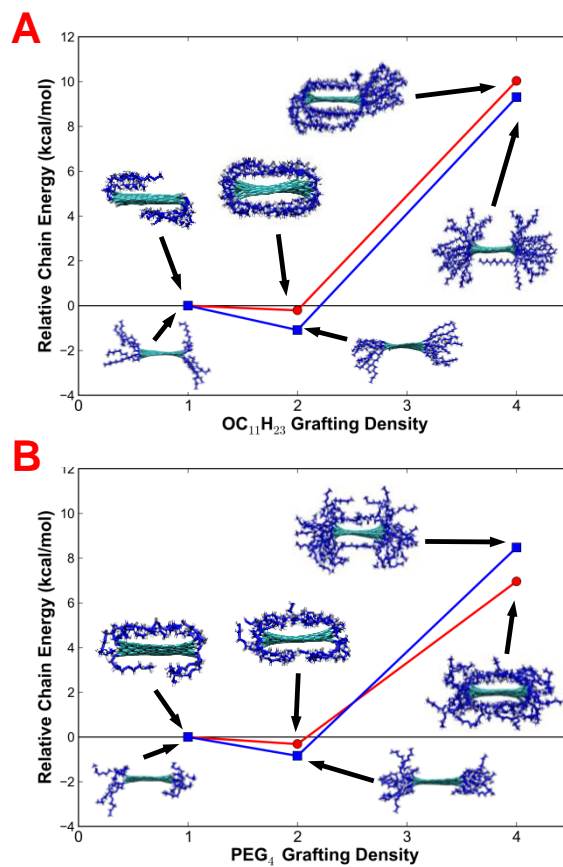 A
12
10
8
6
4
2
0
−2
−4
Relative Chain Energy (kcal/mol)
0 1 2 3 4
OC₁₁H₂₃ Grafting Density
B
12
10
8
6
4
2
0
−2
−4
Relative Chain Energy (kcal/mol)
0 1 2 3 4
PEG₄ Grafting Density